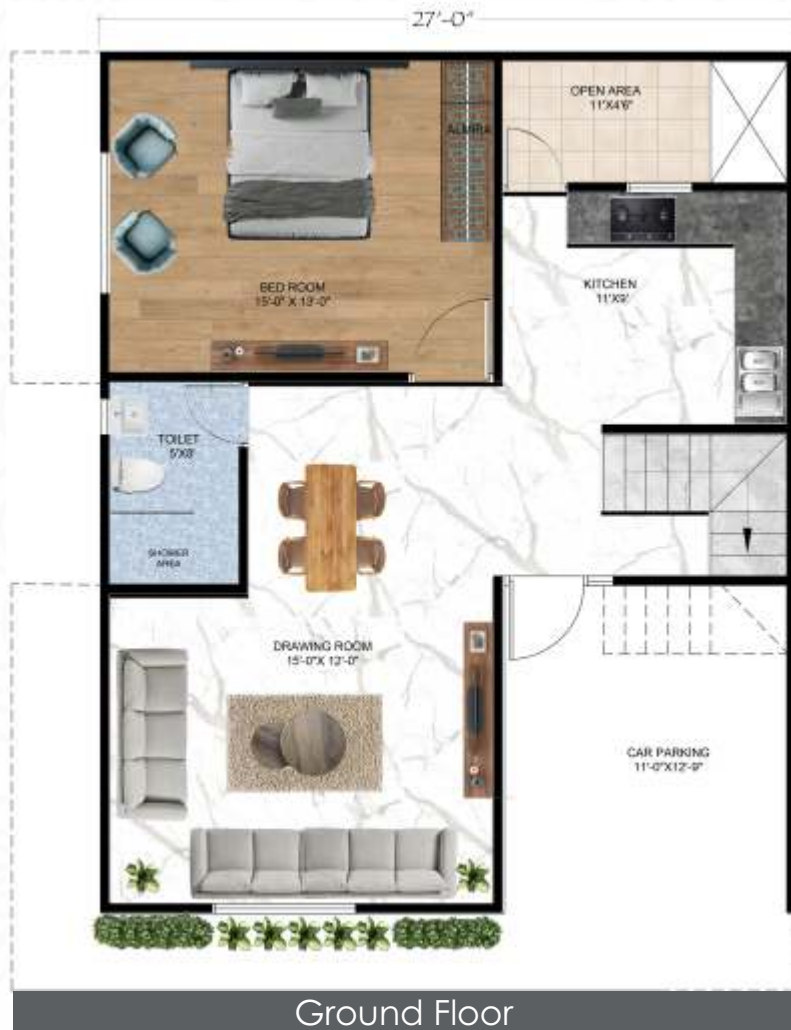 27'-0"
OPEN AREA
11'X4'6"
ALMIRA
BED ROOM
15'-0" X 13'-0"
KITCHEN
11'X9'
TOILET
5'X8'
SHOWER
AREA
DRAWING ROOM
15'-0"X 12'-0"
CAR PARKING
11'-0"X12'-9"
Ground Floor